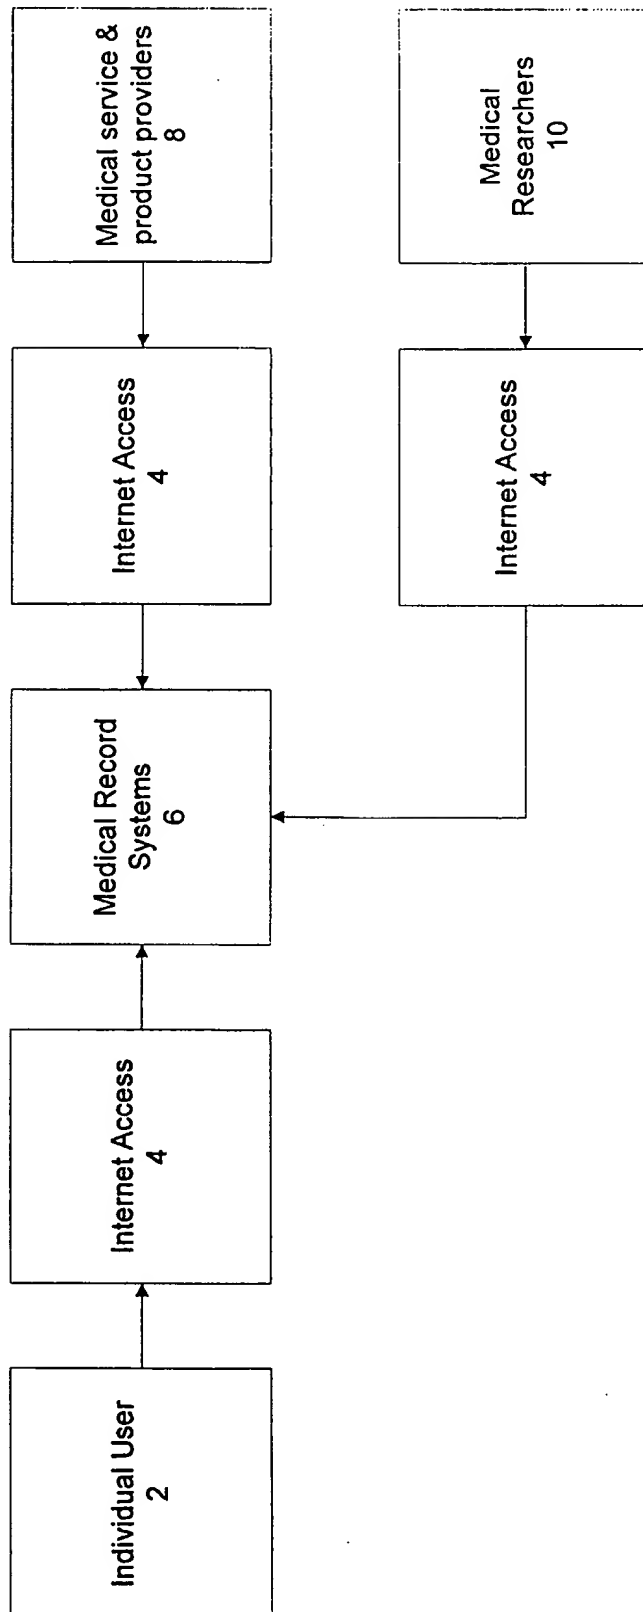 Individual User
2
Internet Access
4
Medical Record
Systems
6
Internet Access
4
Medical service &
product providers
8
Internet Access
4
Medical
Researchers
10